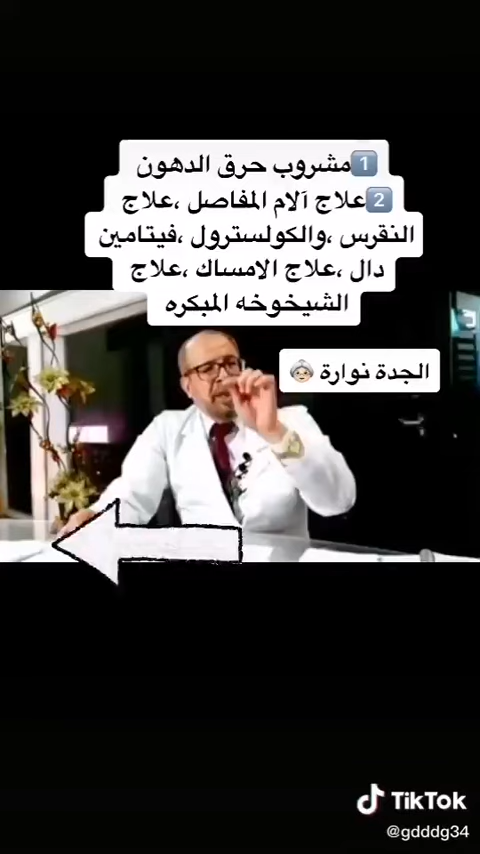 1️⃣مشروب حرق الدهون
2️⃣علاج آلام المفاصل ،علاج
النقرس ،والكولسترول ،فيتامين
دال ،علاج الامساك ،علاج
الشيخوخه المبكره
الجدة نوارة 👵🏻
TikTok
@gdddg34